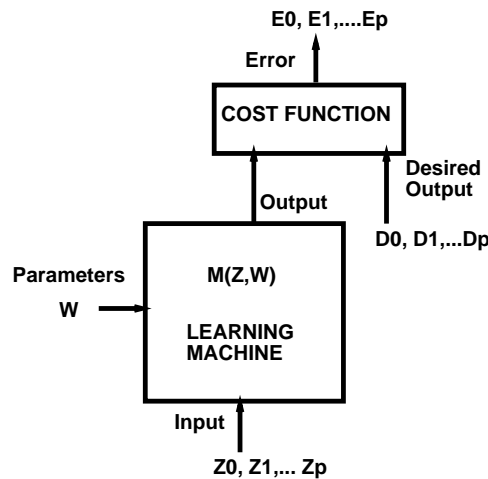 E0, E1,....Ep
Error
COST FUNCTION
Desired
Output
Output
D0, D1,...Dp
Parameters
W
M(Z,W)
LEARNING
MACHINE
Input
Z0, Z1,... Zp